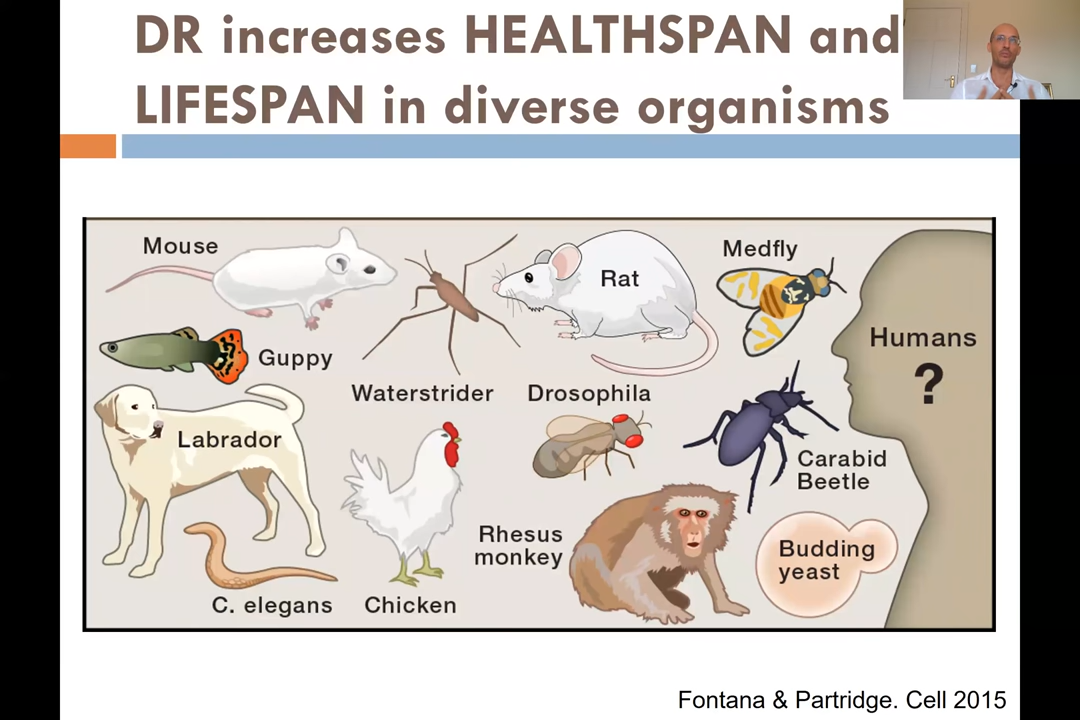 DR increases HEALTHSPAN and
LIFESPAN in diverse organisms
Mouse
Rat
Medfly
Guppy
Humans
?
Waterstrider
Drosophila
Labrador
Carabid
Beetle
Rhesus
monkey
Budding
yeast
C. elegans
Chicken
Fontana & Partridge. Cell 2015